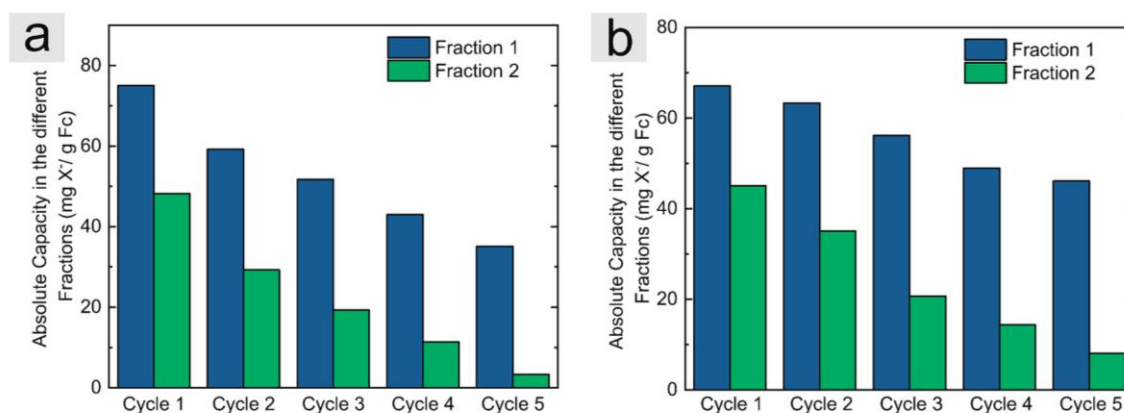 a
Absolute Capacity in the different
Fractions (mg X⁻/ g Fc)
80
60
40
20
0
Fraction 1
Fraction 2
Cycle 1 Cycle 2 Cycle 3 Cycle 4 Cycle 5
b
Absolute Capacity in the different
Fractions (mg X⁻/ g Fc)
80
60
40
20
0
Fraction 1
Fraction 2
Cycle 1 Cycle 2 Cycle 3 Cycle 4 Cycle 5